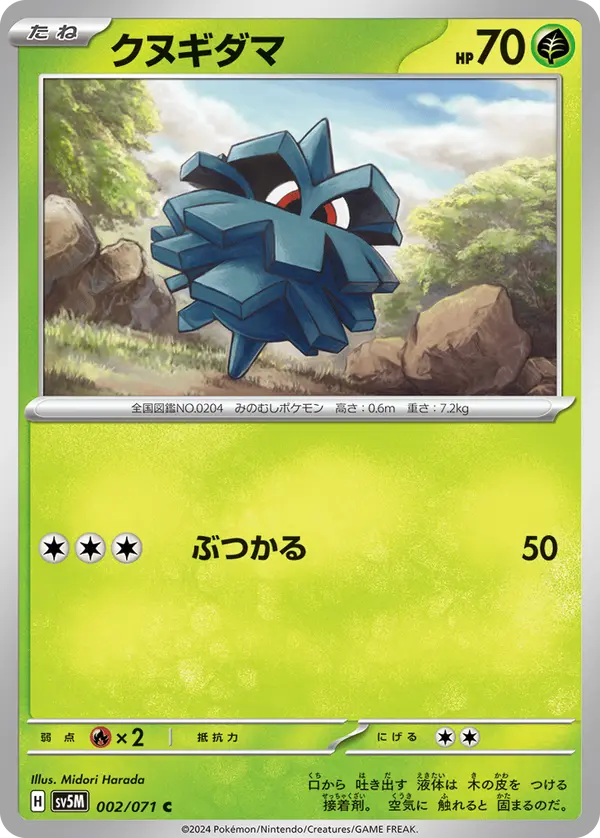 たね
クヌギダマ
HP70
全国図鑑NO.0204 みのむしポケモン 高さ:0.6m 重さ:7.2kg
ぶつかる 50
弱点 ×2 抵抗力 にげる
Illus. Midori Harada
口から 吐き出す 液体は 木の皮を つける
接着剤。 空気に 触れると 固まるのだ。
H sv5M 002/071 C
©2024 Pokémon/Nintendo/Creatures/GAME FREAK.